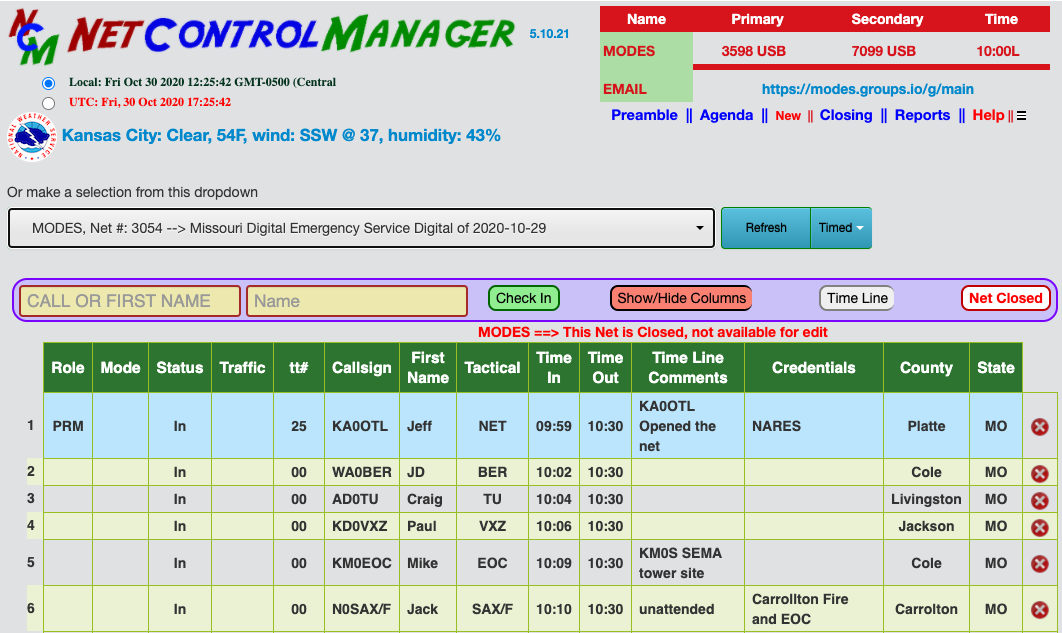 NCM NET CONTROL MANAGER 5.10.21
Name Primary Secondary Time
MODES 3598 USB 7099 USB 10:00L
EMAIL https://modes.groups.io/g/main
Preamble || Agenda || New || Closing || Reports || Help ||
Local: Fri Oct 30 2020 12:25:42 GMT-0500 (Central
UTC: Fri, 30 Oct 2020 17:25:42
NATIONAL WEATHER SERVICE
Kansas City: Clear, 54F, wind: SSW @ 37, humidity: 43%
Or make a selection from this dropdown
MODES, Net #: 3054 --> Missouri Digital Emergency Service Digital of 2020-10-29
Refresh Timed
CALL OR FIRST NAME Name Check In Show/Hide Columns Time Line Net Closed
MODES ==> This Net is Closed, not available for edit
Role Mode Status Traffic tt# Callsign First Name Tactical Time In Time Out Time Line Comments Credentials County State
1 PRM In 25 KA0OTL Jeff NET 09:59 10:30 KA0OTL Opened the net NARES Platte MO
2 In 00 WA0BER JD BER 10:02 10:30 Cole MO
3 In 00 AD0TU Craig TU 10:04 10:30 Livingston MO
4 In 00 KD0VXZ Paul VXZ 10:06 10:30 Jackson MO
5 In 00 KM0EOC Mike EOC 10:09 10:30 KM0S SEMA tower site Cole MO
6 In 00 N0SAX/F Jack SAX/F 10:10 10:30 unattended Carrollton Fire and EOC Carrolton MO